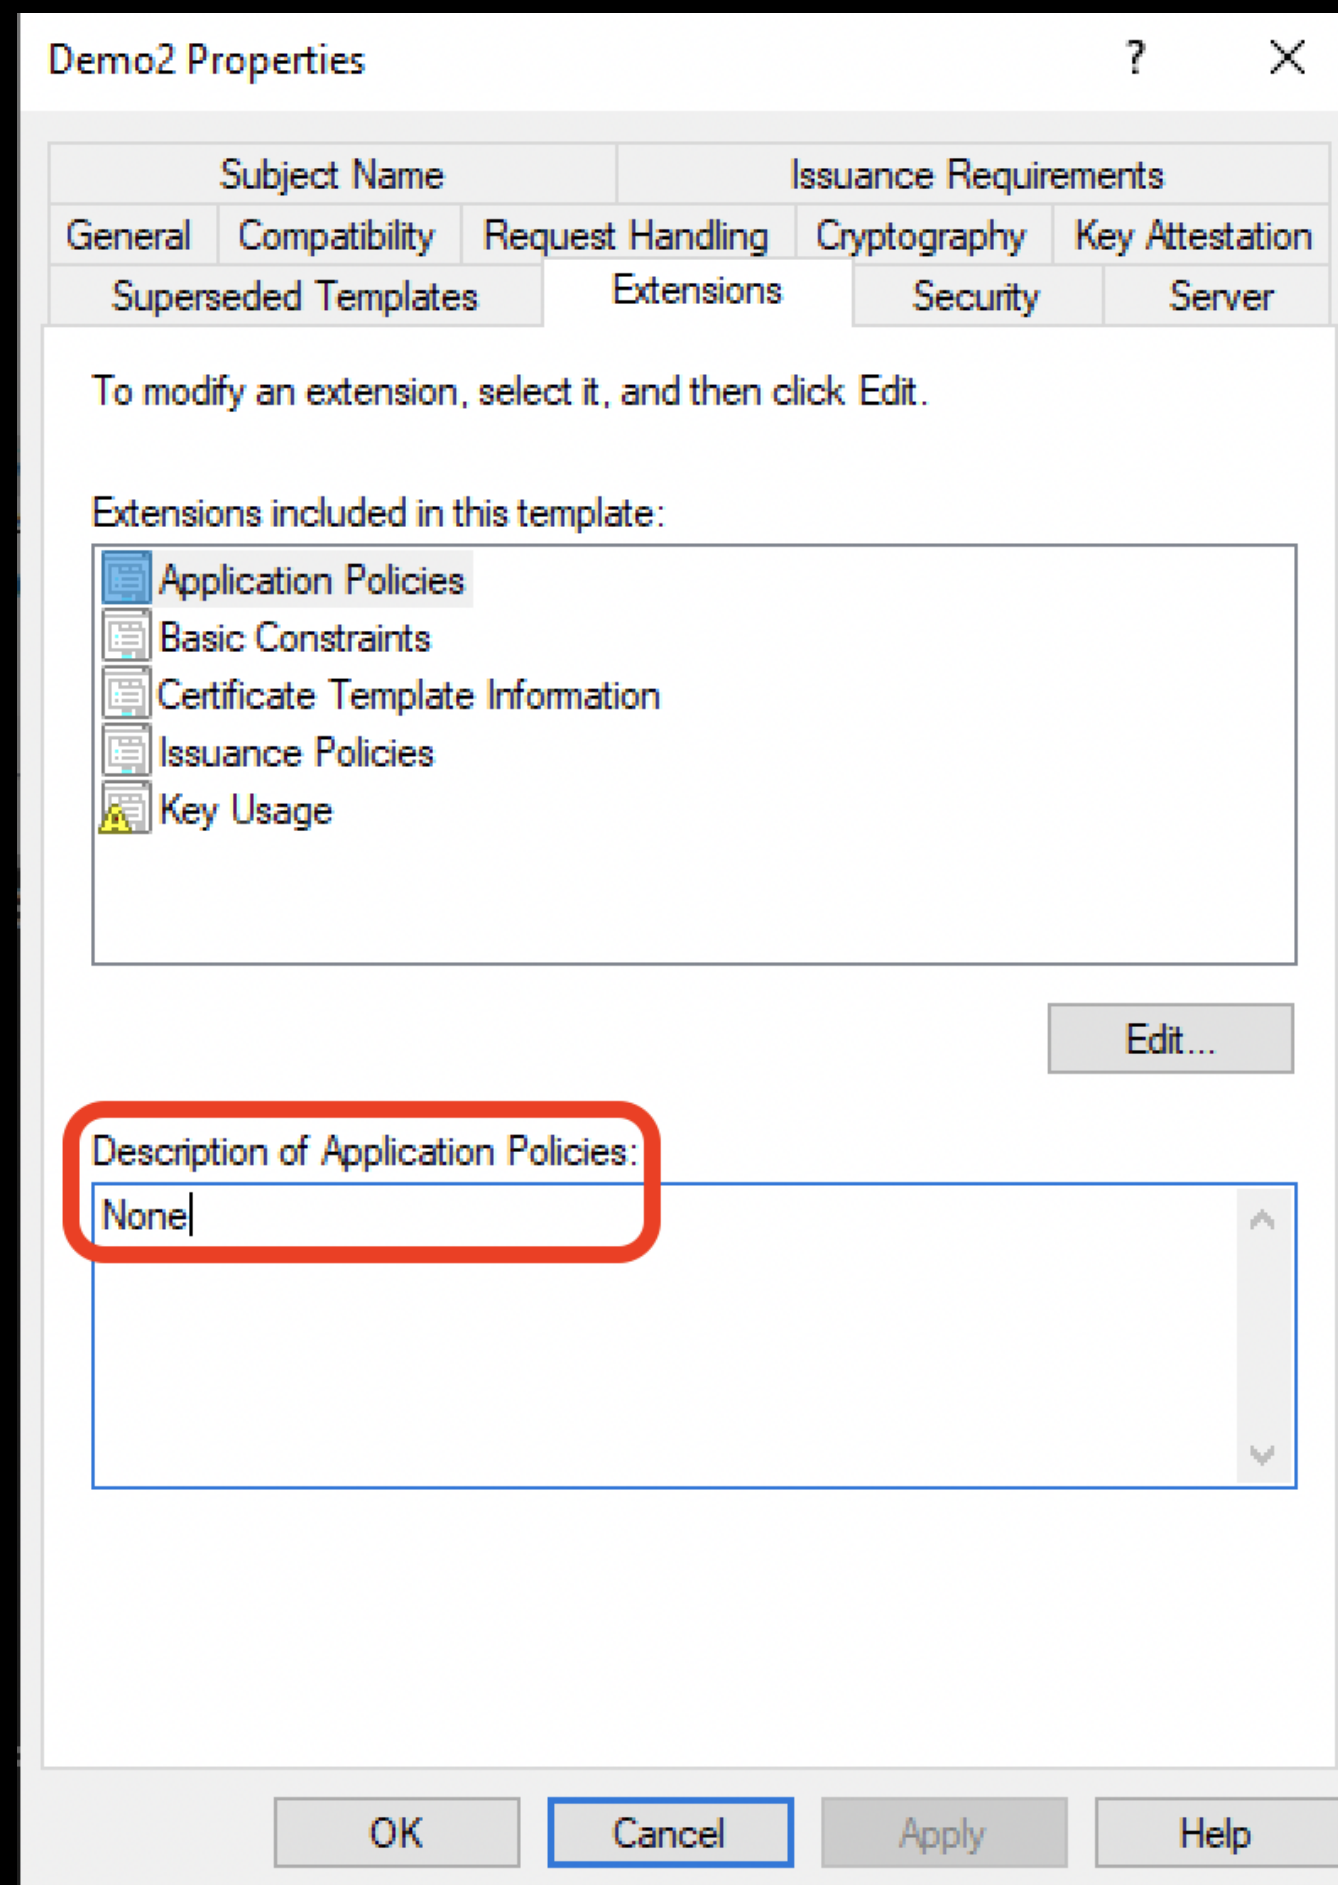 Demo2 Properties ?
Subject Name Issuance Requirements
General Compatibility Request Handling Cryptography Key Attestation
Superseded Templates Extensions Security Server
To modify an extension, select it, and then click Edit.
Extensions included in this template:
Application Policies
Basic Constraints
Certificate Template Information
Issuance Policies
Key Usage
Edit...
Description of Application Policies:
None
OK Cancel Apply Help